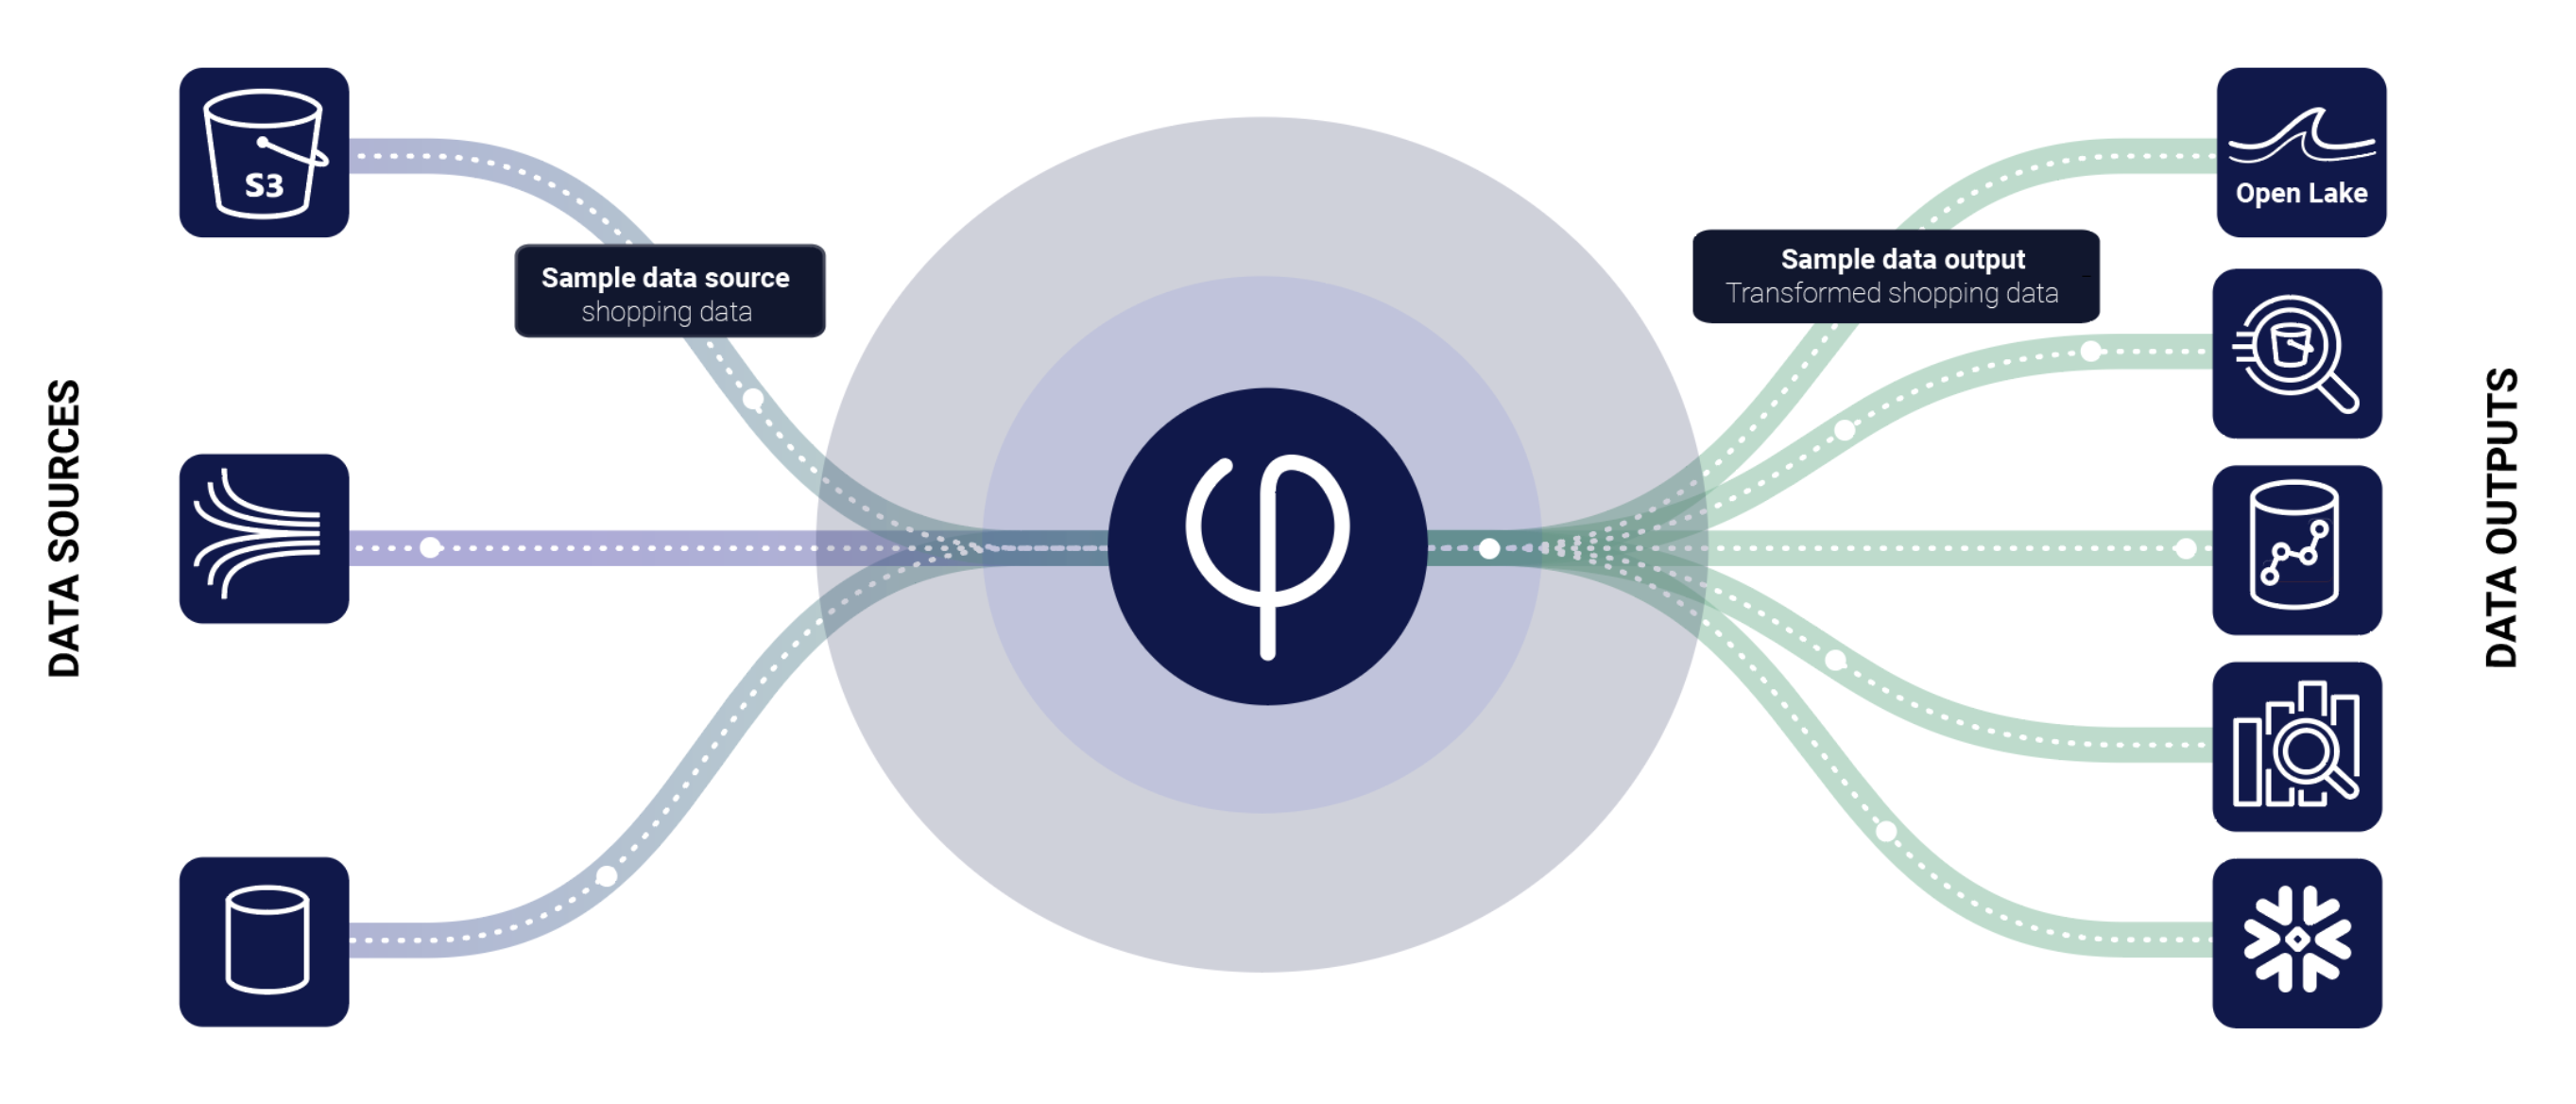 DATA SOURCES
S3
Sample data source
shopping data
φ
Sample data output
Transformed shopping data
Open Lake
DATA OUTPUTS